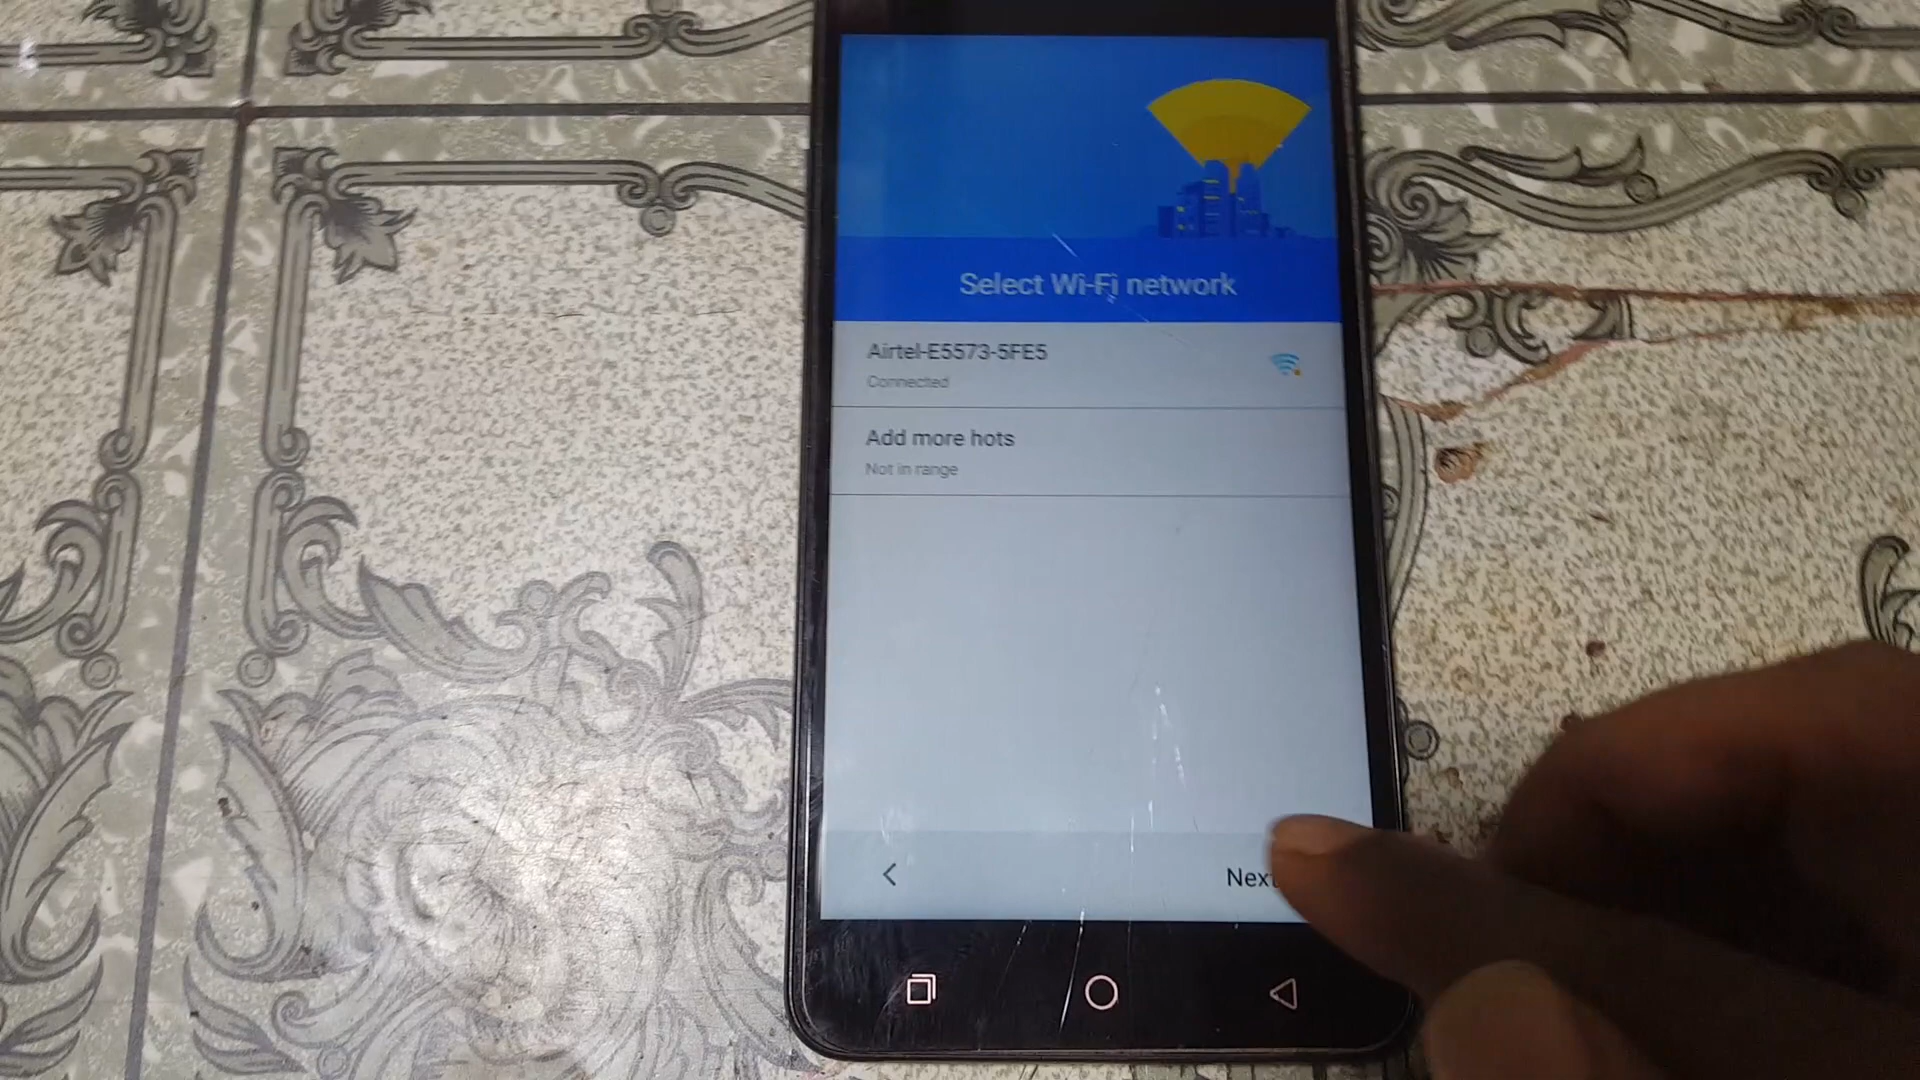 Select Wi-Fi network
Airtel-E5573-5FE5
Connected
Add more hots
Not in range
Next